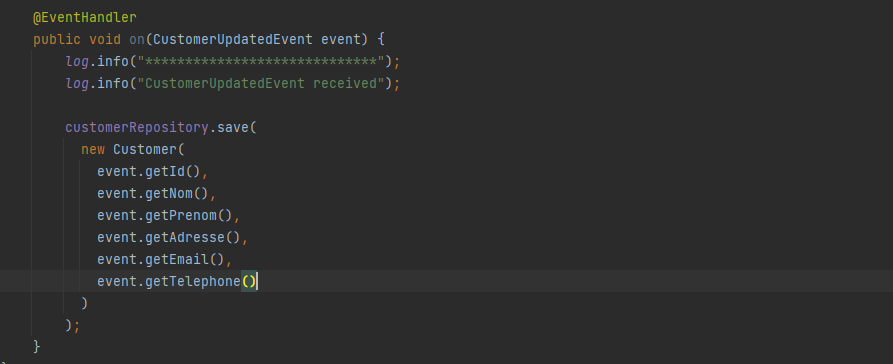 @EventHandler
public void on(CustomerUpdatedEvent event) {
log.info("*****************************");
log.info("CustomerUpdatedEvent received");
customerRepository.save(
new Customer(
event.getId(),
event.getNom(),
event.getPrenom(),
event.getAdresse(),
event.getEmail(),
event.getTelephone()
)
);
}